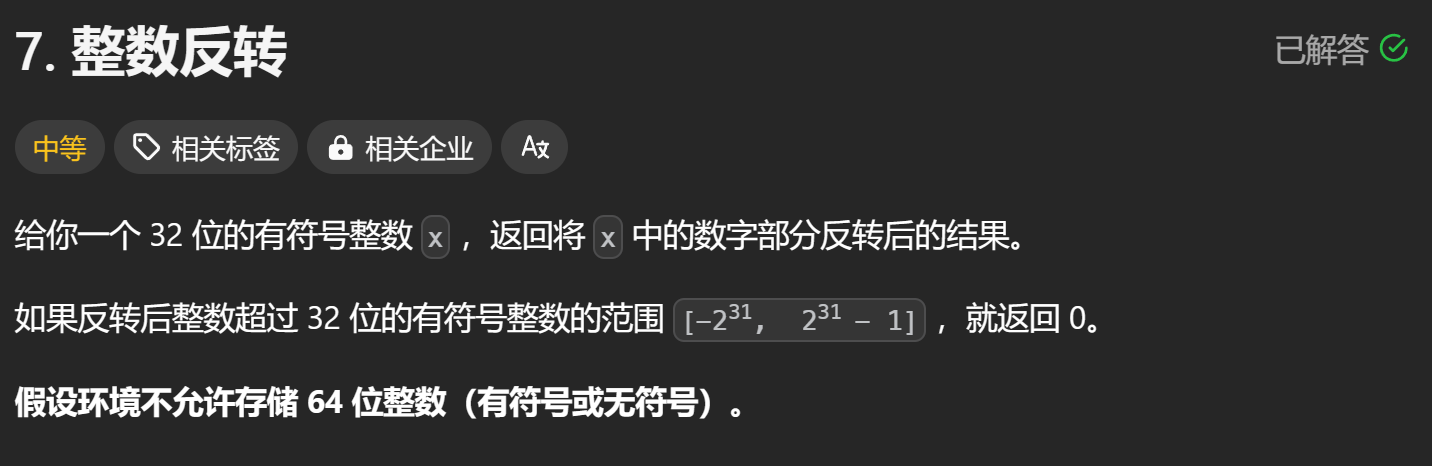 7. 整数反转
已解答
中等 相关标签 相关企业
给你一个 32 位的有符号整数 x ，返回将 x 中的数字部分反转后的结果。
如果反转后整数超过 32 位的有符号整数的范围 [−2³¹, 2³¹ − 1] ，就返回 0。
假设环境不允许存储 64 位整数（有符号或无符号）。